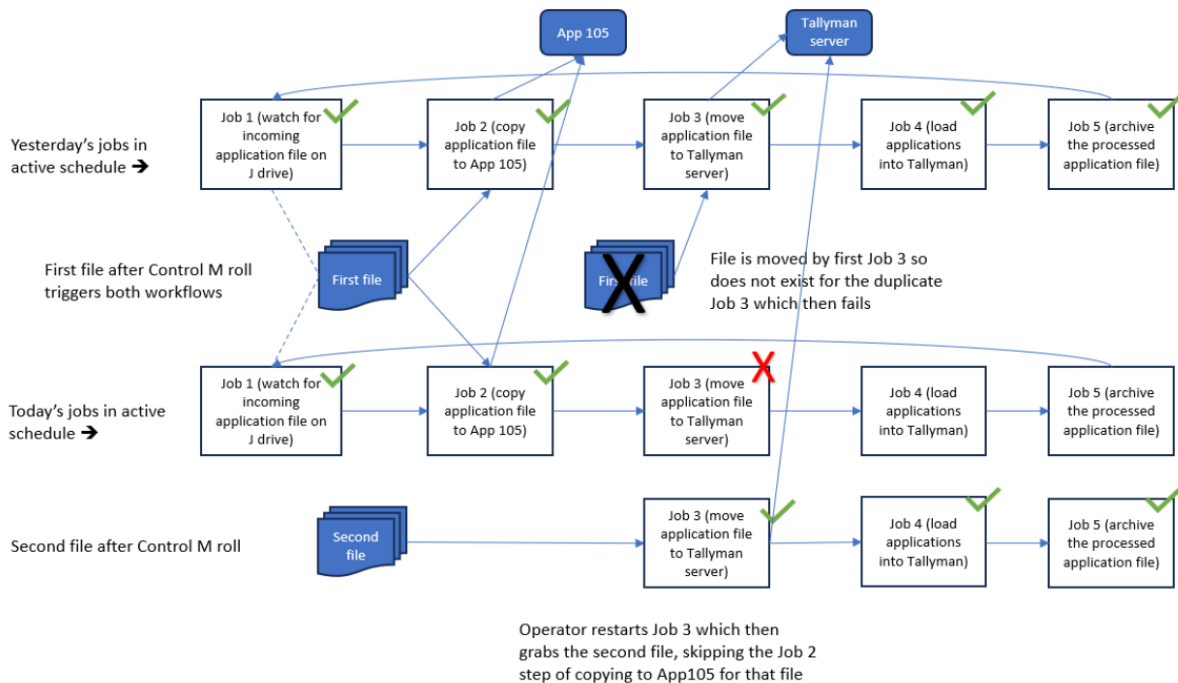 App 105
Tallyman
server
Yesterday's jobs in
active schedule →
Job 1 (watch for
incoming
application file on
J drive)
Job 2 (copy
application file
to App 105)
Job 3 (move
application file
to Tallyman
server)
Job 4 (load
applications
into Tallyman)
Job 5 (archive
the processed
application file)
First file after Control M roll
triggers both workflows
First file
First file
File is moved by first Job 3 so
does not exist for the duplicate
Job 3 which then fails
Today's jobs in active
schedule →
Job 1 (watch for
incoming
application file on
J drive)
Job 2 (copy
application file
to App 105)
Job 3 (move
application file
to Tallyman
server)
Job 4 (load
applications
into Tallyman)
Job 5 (archive
the processed
application file)
Second file after Control M roll
Second
file
Job 3 (move
application file
to Tallyman
server)
Job 4 (load
applications
into Tallyman)
Job 5 (archive
the processed
application file)
Operator restarts Job 3 which then
grabs the second file, skipping the Job 2
step of copying to App105 for that file